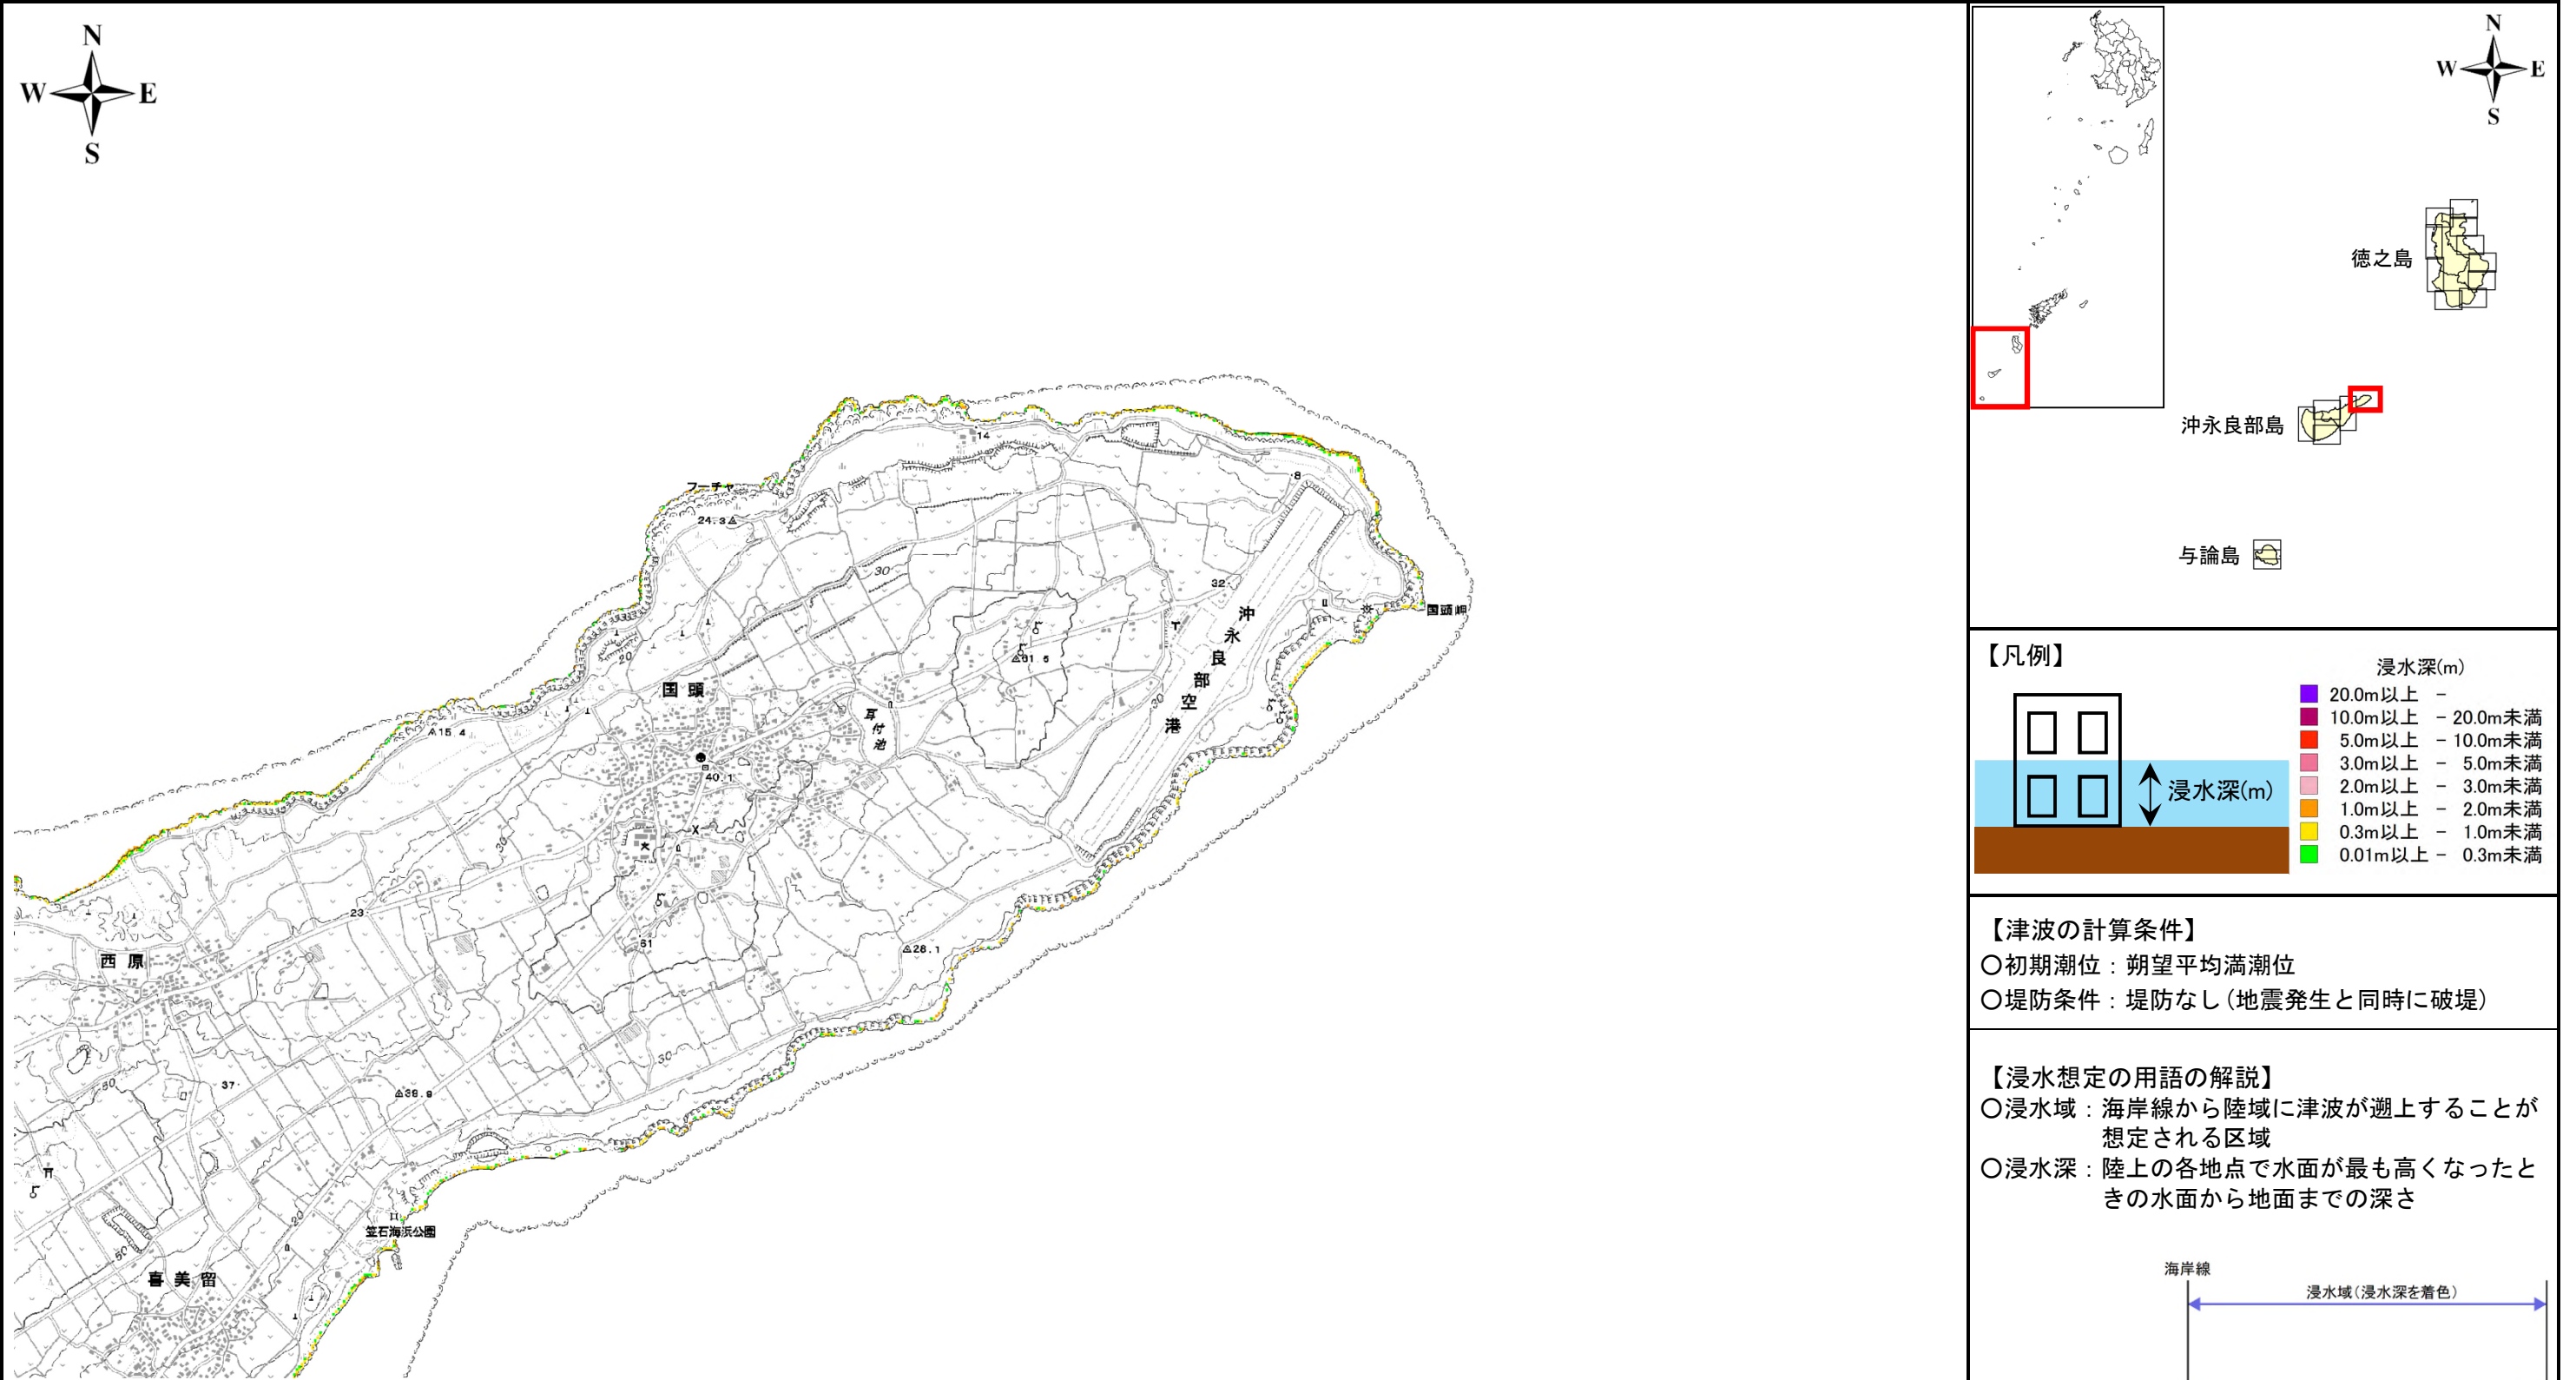 N
W E
S
フーチャ
24.3
14
8
30
32
沖永良部空港
国頭岬
20
国頭
耳付池
30
15.4
40.1
30
23
61
28.1
西原
30
37
38.9
笠石海浜公園
20
50
喜美留
N
W E
S
徳之島
沖永良部島
与論島
【凡例】
浸水深(m)
浸水深(m)
20.0m以上 －
10.0m以上 － 20.0m未満
5.0m以上 － 10.0m未満
3.0m以上 － 5.0m未満
2.0m以上 － 3.0m未満
1.0m以上 － 2.0m未満
0.3m以上 － 1.0m未満
0.01m以上 － 0.3m未満
【津波の計算条件】
○初期潮位：朔望平均満潮位
○堤防条件：堤防なし（地震発生と同時に破堤）
【浸水想定の用語の解説】
○浸水域：海岸線から陸域に津波が遡上することが
想定される区域
○浸水深：陸上の各地点で水面が最も高くなったと
きの水面から地面までの深さ
海岸線
浸水域（浸水深を着色）